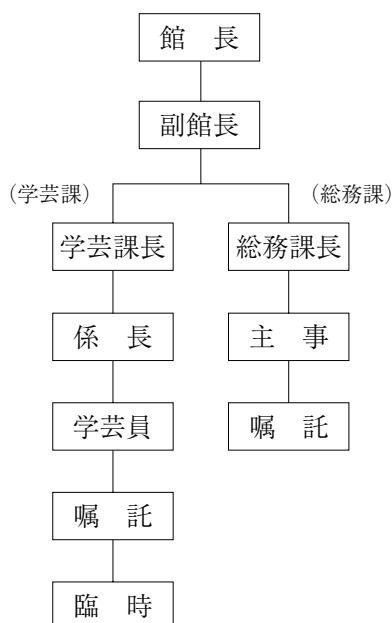 館　長
副館長
（学芸課）
（総務課）
学芸課長
総務課長
係　長
主　事
学芸員
嘱　託
嘱　託
臨　時